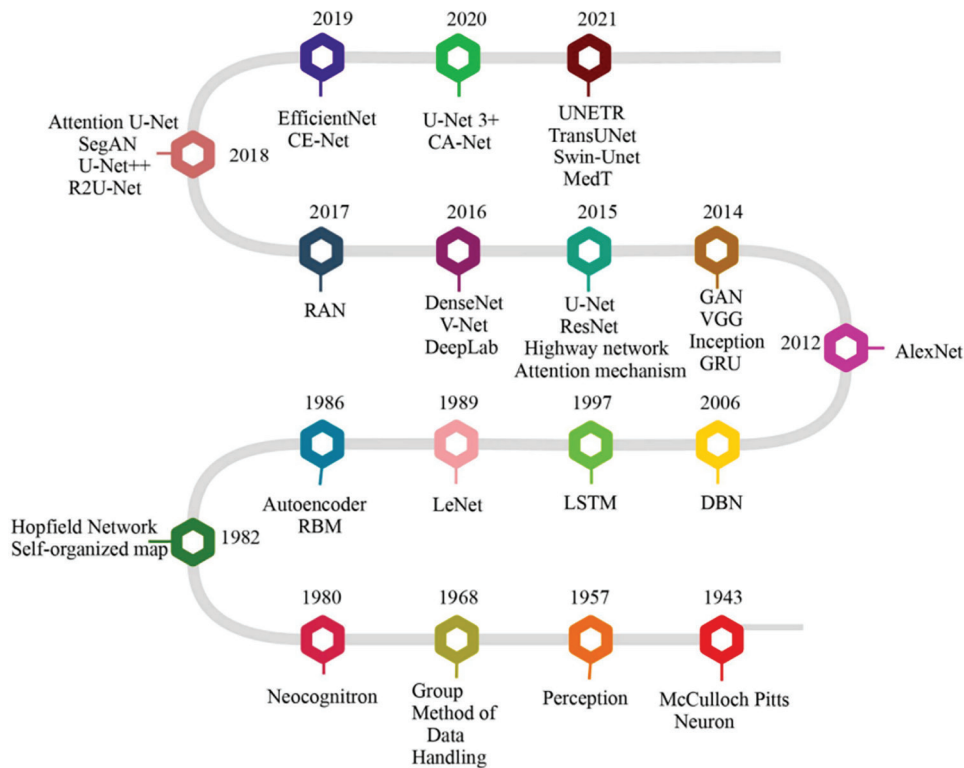 2019
2020
2021
EfficientNet
CE-Net
U-Net 3+
CA-Net
UNETR
TransUNet
Swin-Unet
MedT
Attention U-Net
SegAN
U-Net++
R2U-Net
2018
2017
2016
2015
2014
RAN
DenseNet
V-Net
DeepLab
U-Net
ResNet
Highway network
Attention mechanism
GAN
VGG
Inception
GRU
2012
AlexNet
1986
1989
1997
2006
Autoencoder
RBM
LeNet
LSTM
DBN
Hopfield Network
Self-organized map
1982
1980
1968
1957
1943
Neocognitron
Group
Method of
Data
Handling
Perception
McCulloch Pitts
Neuron